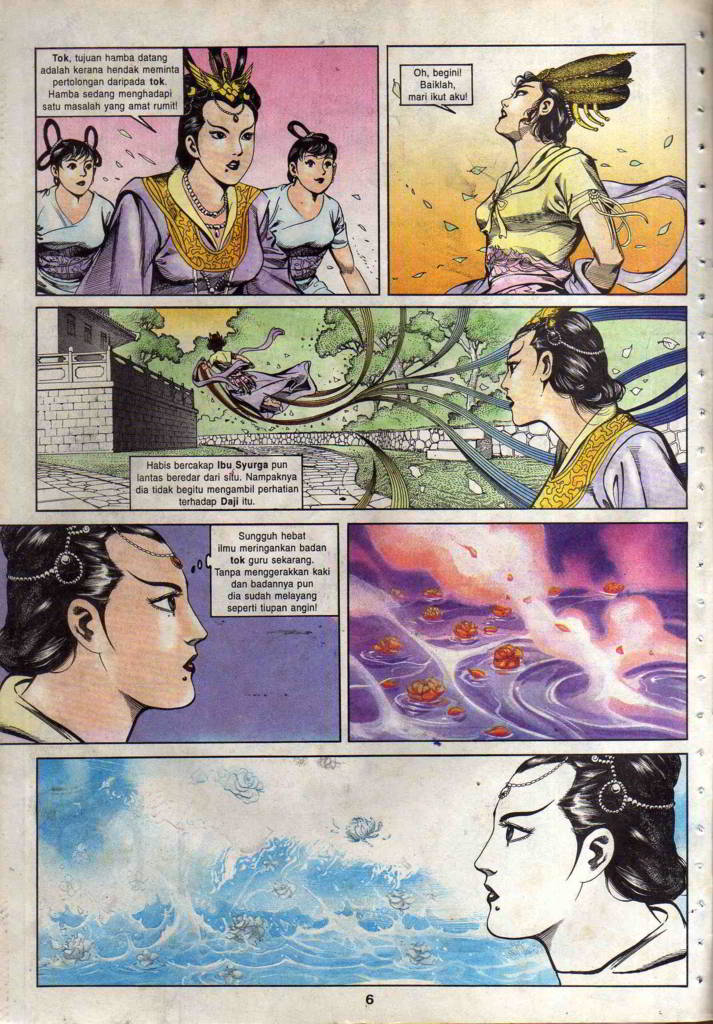 Tok, tujuan hamba datang
adalah kerana hendak meminta
pertolongan daripada tok.
Hamba sedang menghadapi
satu masalah yang amat rumit!
Oh, begini!
Baiklah,
mari ikut aku!
Habis bercakap Ibu Syurga pun
lantas beredar dari situ. Nampaknya
dia tidak begitu mengambil perhatian
terhadap Daji itu.
Sungguh hebat
ilmu meringankan badan
tok guru sekarang.
Tanpa menggerakkan kaki
dan badannya pun
dia sudah melayang
seperti tiupan angin!
6